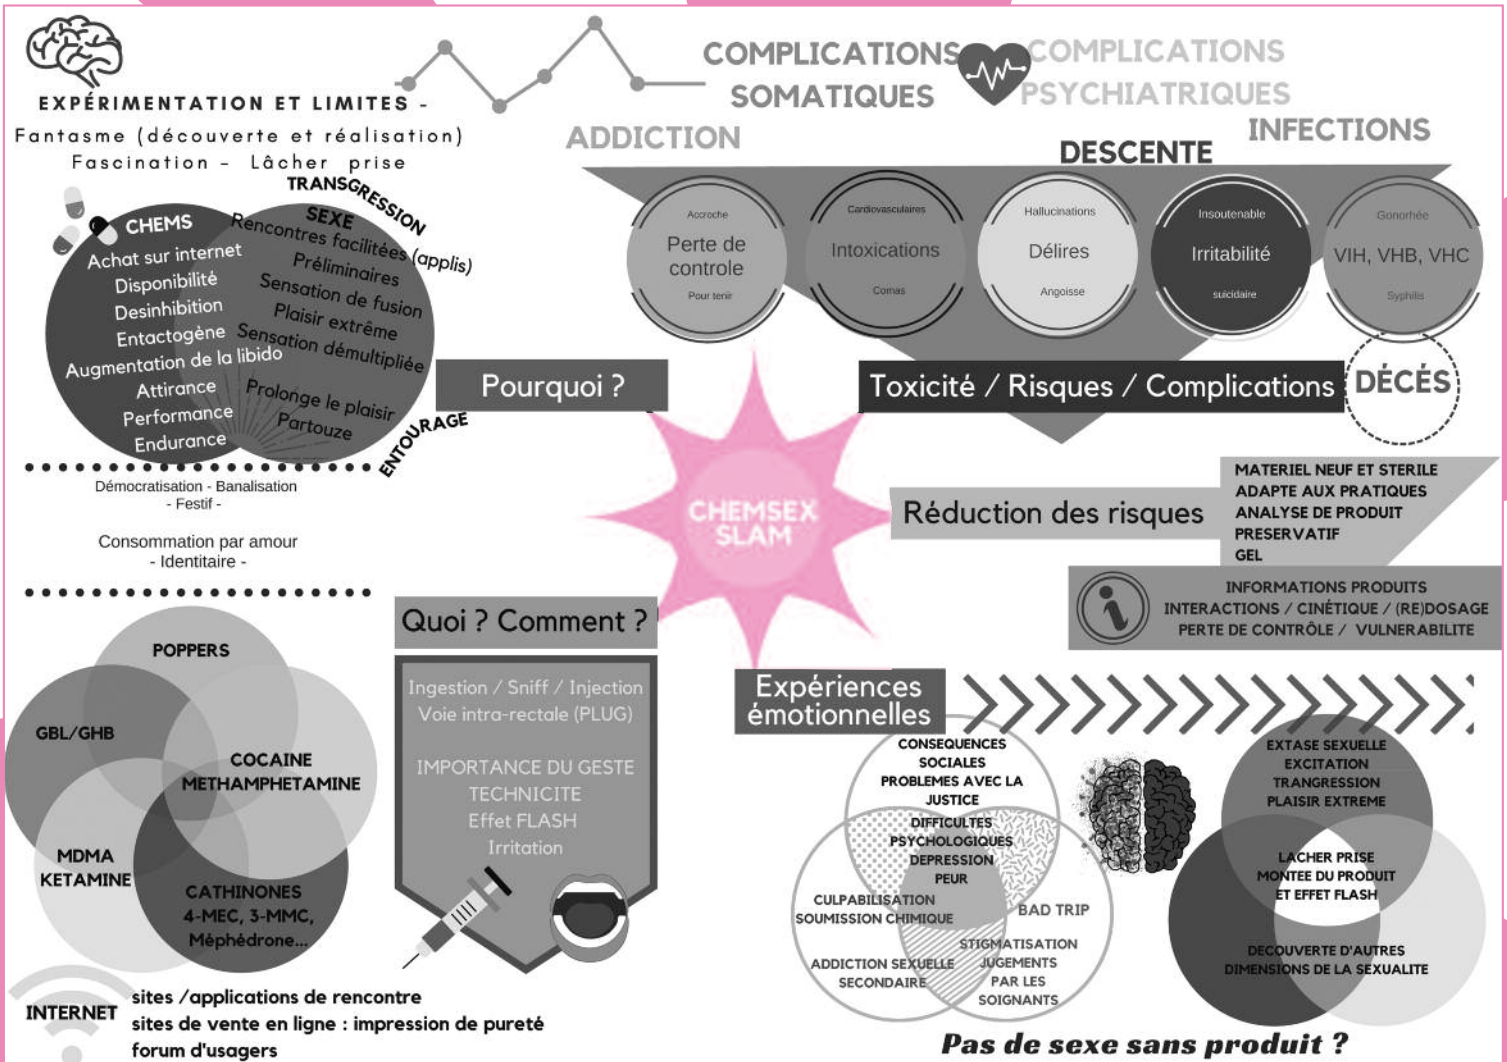 EXPÉRIMENTATION ET LIMITES -
Fantasme (découverte et réalisation)
Fascination – Lâcher prise
TRANSGRESSION
CHEMS
Achat sur internet
Disponibilité
Desinhibition
Entactogène
Augmentation de la libido
Attirance
Performance
Endurance
SEXE
Rencontres facilitées (applis)
Préliminaires
Sensation de fusion
Plaisir extrême
Sensation démultipliée
Prolonge le plaisir
Partouze
ENTOURAGE
Démocratisation - Banalisation
- Festif -
Consommation par amour
- Identitaire -
Pourquoi ?
COMPLICATIONS
SOMATIQUES
COMPLICATIONS
PSYCHIATRIQUES
ADDICTION
DESCENTE
INFECTIONS
Accroche
Perte de
controle
Pour tenir
Cardiovasculaires
Intoxications
Comas
Hallucinations
Délires
Angoisse
Insoutenable
Irritabilité
suicidaire
Gonorhée
VIH, VHB, VHC
Syphilis
Toxicité / Risques / Complications
DÉCÉS
CHEMSEX
SLAM
Réduction des risques
MATERIEL NEUF ET STERILE
ADAPTE AUX PRATIQUES
ANALYSE DE PRODUIT
PRESERVATIF
GEL
INFORMATIONS PRODUITS
INTERACTIONS / CINÉTIQUE / (RE)DOSAGE
PERTE DE CONTRÔLE / VULNERABILITE
POPPERS
GBL/GHB
COCAINE
METHAMPHETAMINE
MDMA
KETAMINE
CATHINONES
4-MEC, 3-MMC,
Méphédrone...
INTERNET
sites /applications de rencontre
sites de vente en ligne : impression de pureté
forum d'usagers
Quoi ? Comment ?
Ingestion / Sniff / Injection
Voie intra-rectale (PLUG)
IMPORTANCE DU GESTE
TECHNICITE
Effet FLASH
Irritation
Expériences
émotionnelles
CONSEQUENCES
SOCIALES
PROBLEMES AVEC LA
JUSTICE
DIFFICULTES
PSYCHOLOGIQUES
DEPRESSION
PEUR
CULPABILISATION
SOUMISSION CHIMIQUE
BAD TRIP
ADDICTION SEXUELLE
SECONDAIRE
STIGMATISATION
JUGEMENTS
PAR LES
SOIGNANTS
EXTASE SEXUELLE
EXCITATION
TRANGRESSION
PLAISIR EXTREME
LACHER PRISE
MONTEE DU PRODUIT
ET EFFET FLASH
DECOUVERTE D'AUTRES
DIMENSIONS DE LA SEXUALITE
Pas de sexe sans produit ?